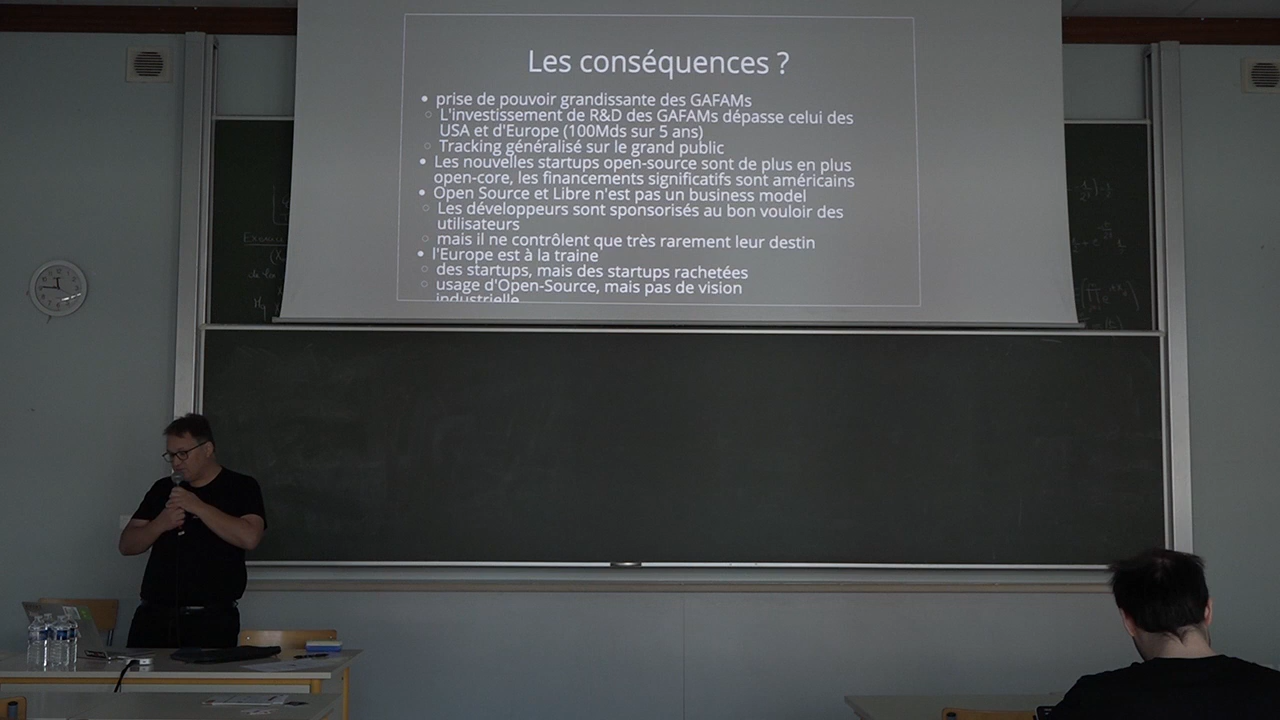 Les conséquences ?
• prise de pouvoir grandissante des GAFAMs
○ L'investissement de R&D des GAFAMs dépasse celui des
USA et d'Europe (100Mds sur 5 ans)
○ Tracking généralisé sur le grand public
• Les nouvelles startups open-source sont de plus en plus
open-core, les financements significatifs sont américains
• Open Source et Libre n'est pas un business model
○ Les développeurs sont sponsorisés au bon vouloir des
utilisateurs
○ mais il ne contrôlent que très rarement leur destin
• l'Europe est à la traine
○ des startups, mais des startups rachetées
○ usage d'Open-Source, mais pas de vision
industrielle